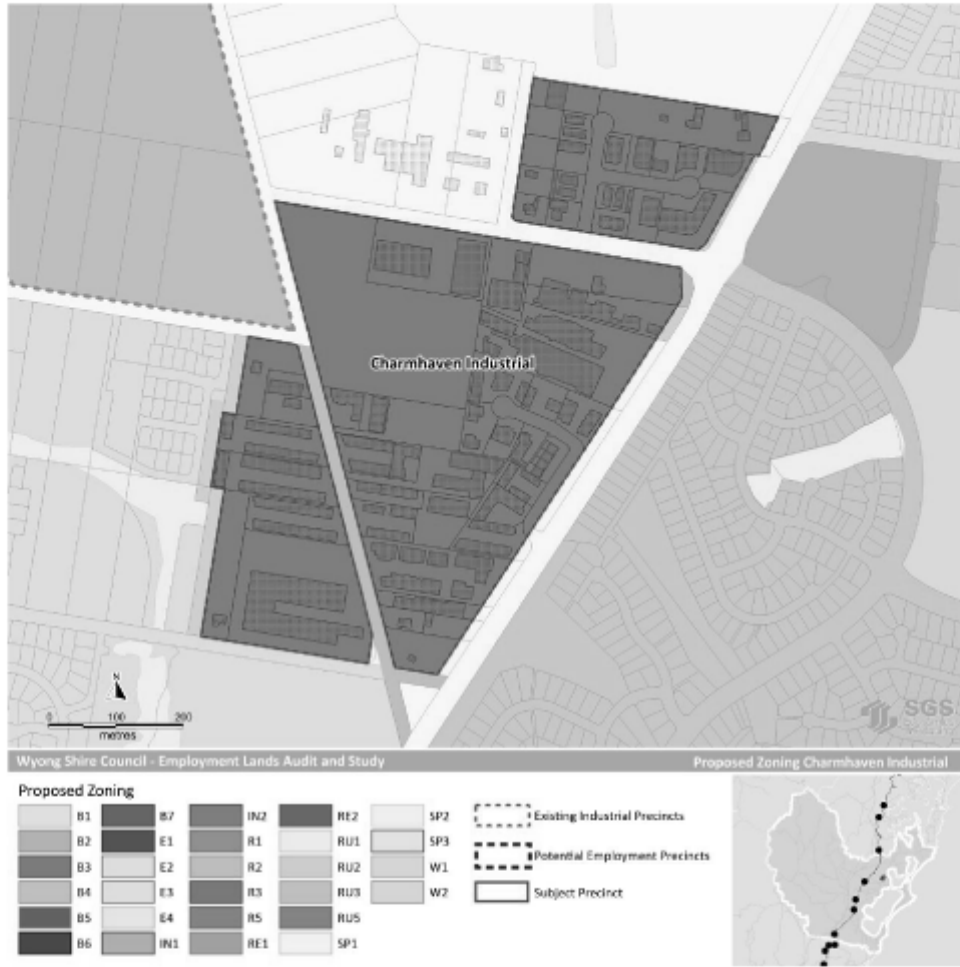 Charmhaven Industrial
N
0 100 200
metres
SGS
Wyong Shire Council - Employment Lands Audit and Study
Proposed Zoning Charmhaven Industrial
Proposed Zoning
B1 B7 IN2 RE2 SP2
B2 E1 R1 RU1 SP3
B3 E2 R2 RU2 W1
B4 E3 R3 RU3 W2
B5 E4 R5 RU5
B6 IN1 RE1 SP1
Existing Industrial Precincts
Potential Employment Precincts
Subject Precinct